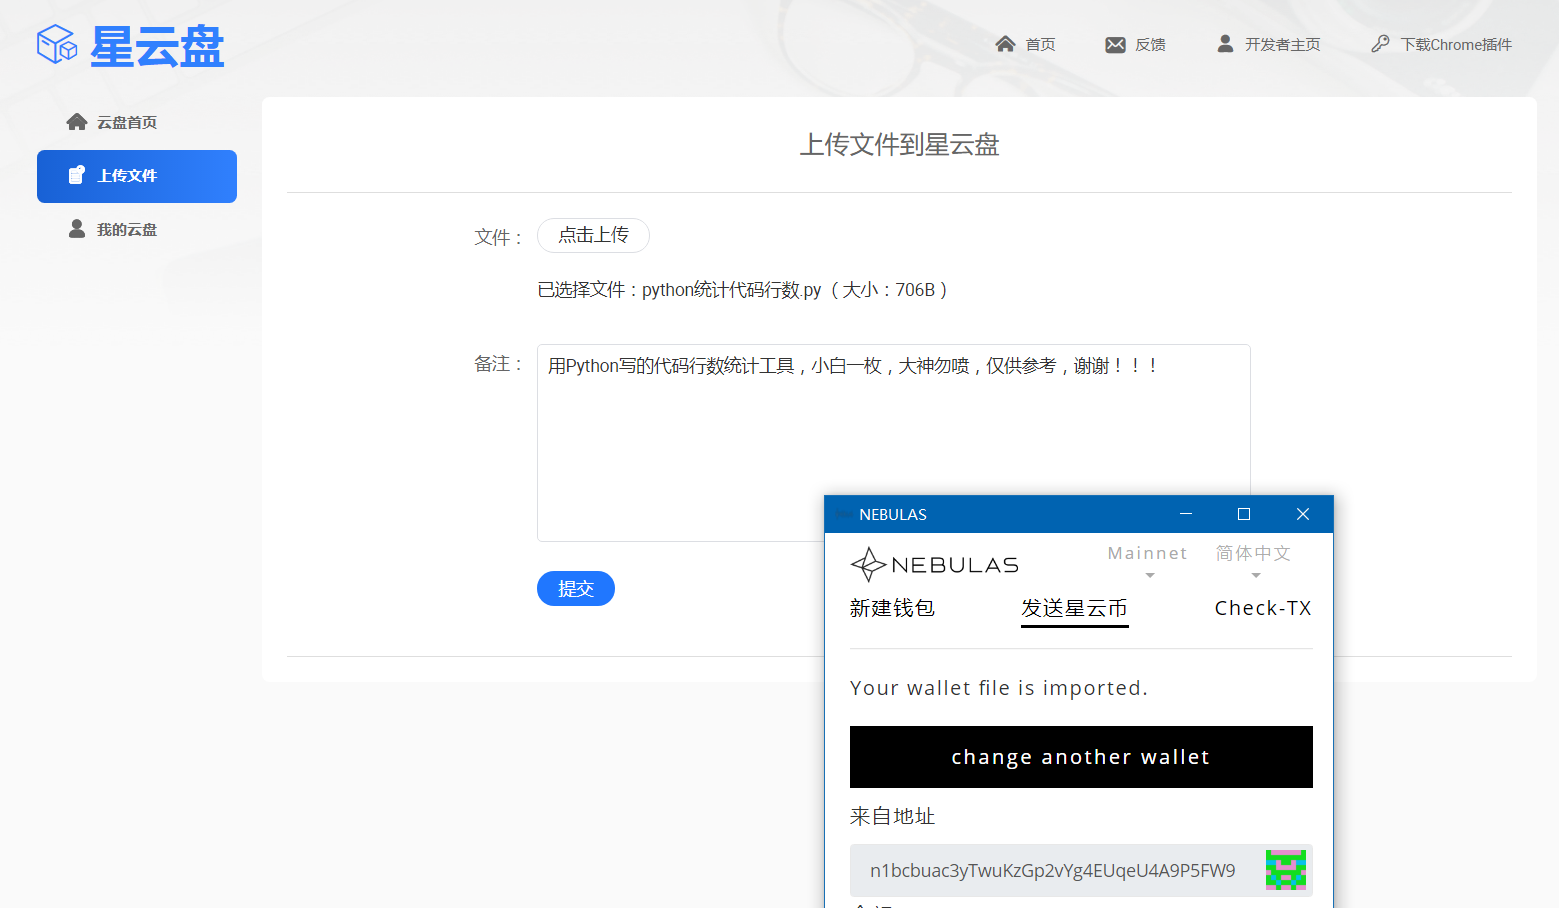 星云盘
首页
反馈
开发者主页
下载Chrome插件
云盘首页
上传文件
我的云盘
上传文件到星云盘
文件：
点击上传
已选择文件：python统计代码行数.py（大小：706B）
备注：
用Python写的代码行数统计工具，小白一枚，大神勿喷，仅供参考，谢谢！！！
提交
NEBULAS
NEBULAS
Mainnet
简体中文
新建钱包
发送星云币
Check-TX
Your wallet file is imported.
change another wallet
来自地址
n1bcbuac3yTwuKzGp2vYg4EUqeU4A9P5FW9